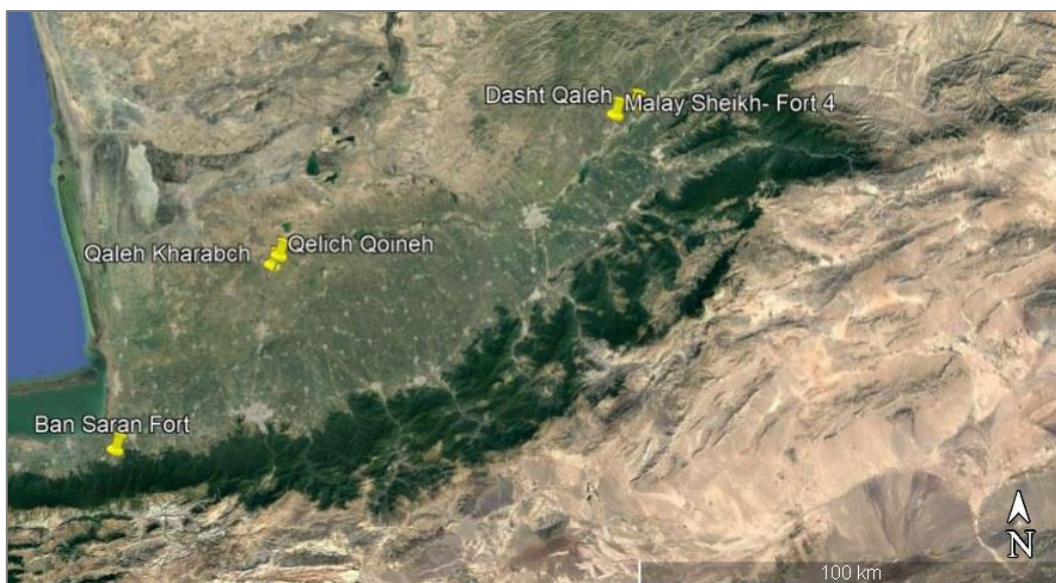 Dasht Qaleh
Malay Sheikh- Fort 4
Qaleh Kharabch
Qelich Qoineh
Ban Saran Fort
N
100 km